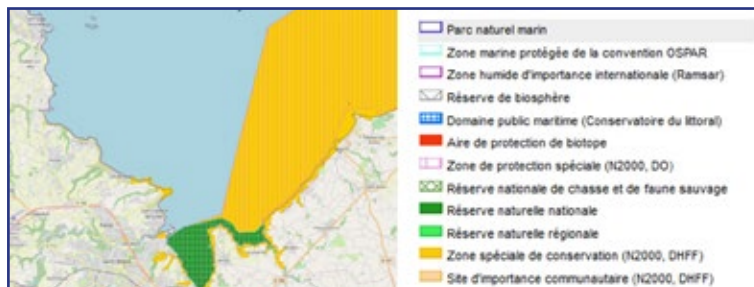 Parc naturel marin
Zone marine protégée de la convention OSPAR
Zone humide d'importance internationale (Ramsar)
Réserve de biosphère
Domaine public maritime (Conservatoire du littoral)
Aire de protection de biotope
Zone de protection spéciale (N2000, DO)
Réserve nationale de chasse et de faune sauvage
Réserve naturelle nationale
Réserve naturelle régionale
Zone spéciale de conservation (N2000, DHFF)
Site d'importance communautaire (N2000, DHFF)